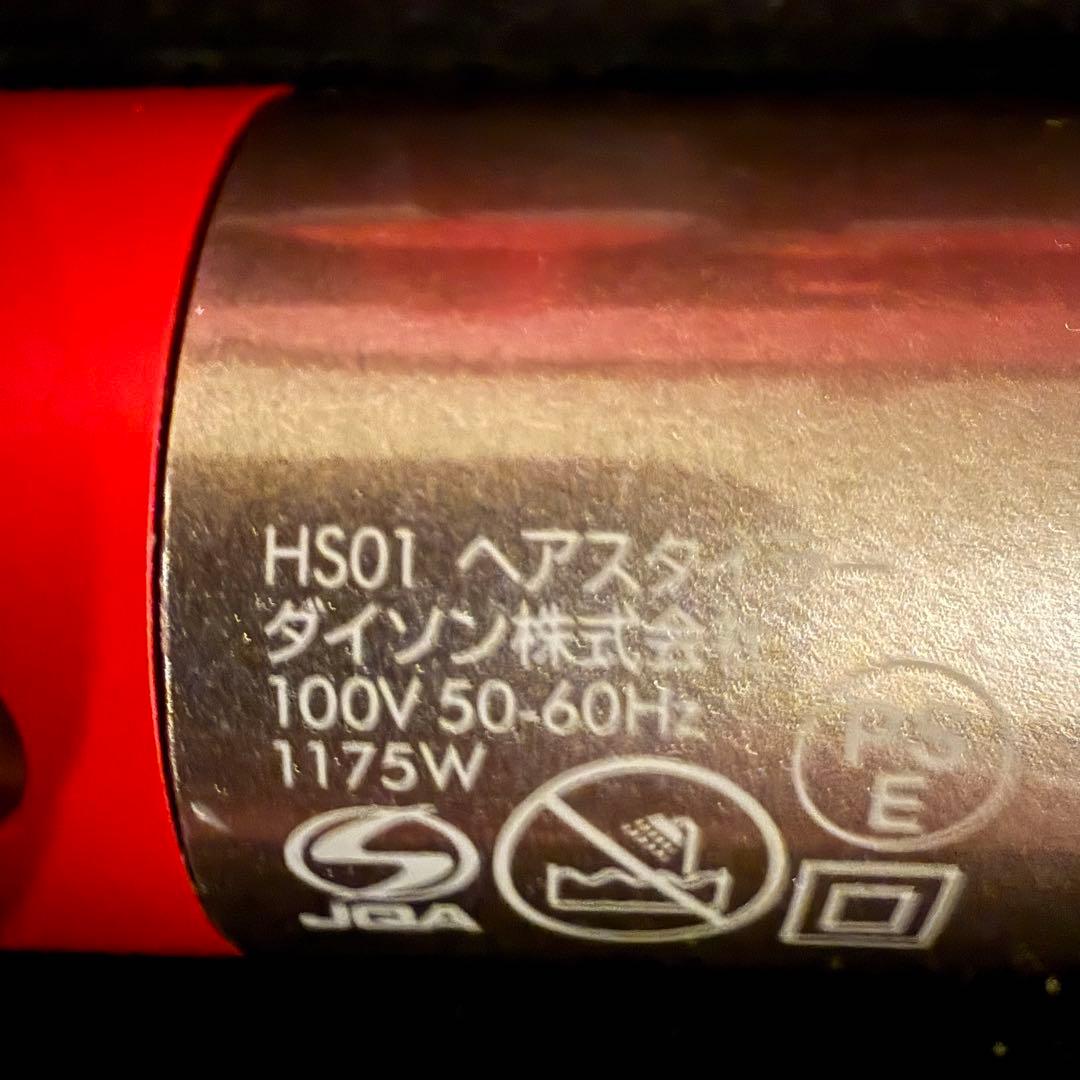 HS01 ヘアスタイラー
ダイソン株式会社
100V 50-60Hz
1175W
PS
E
JQA